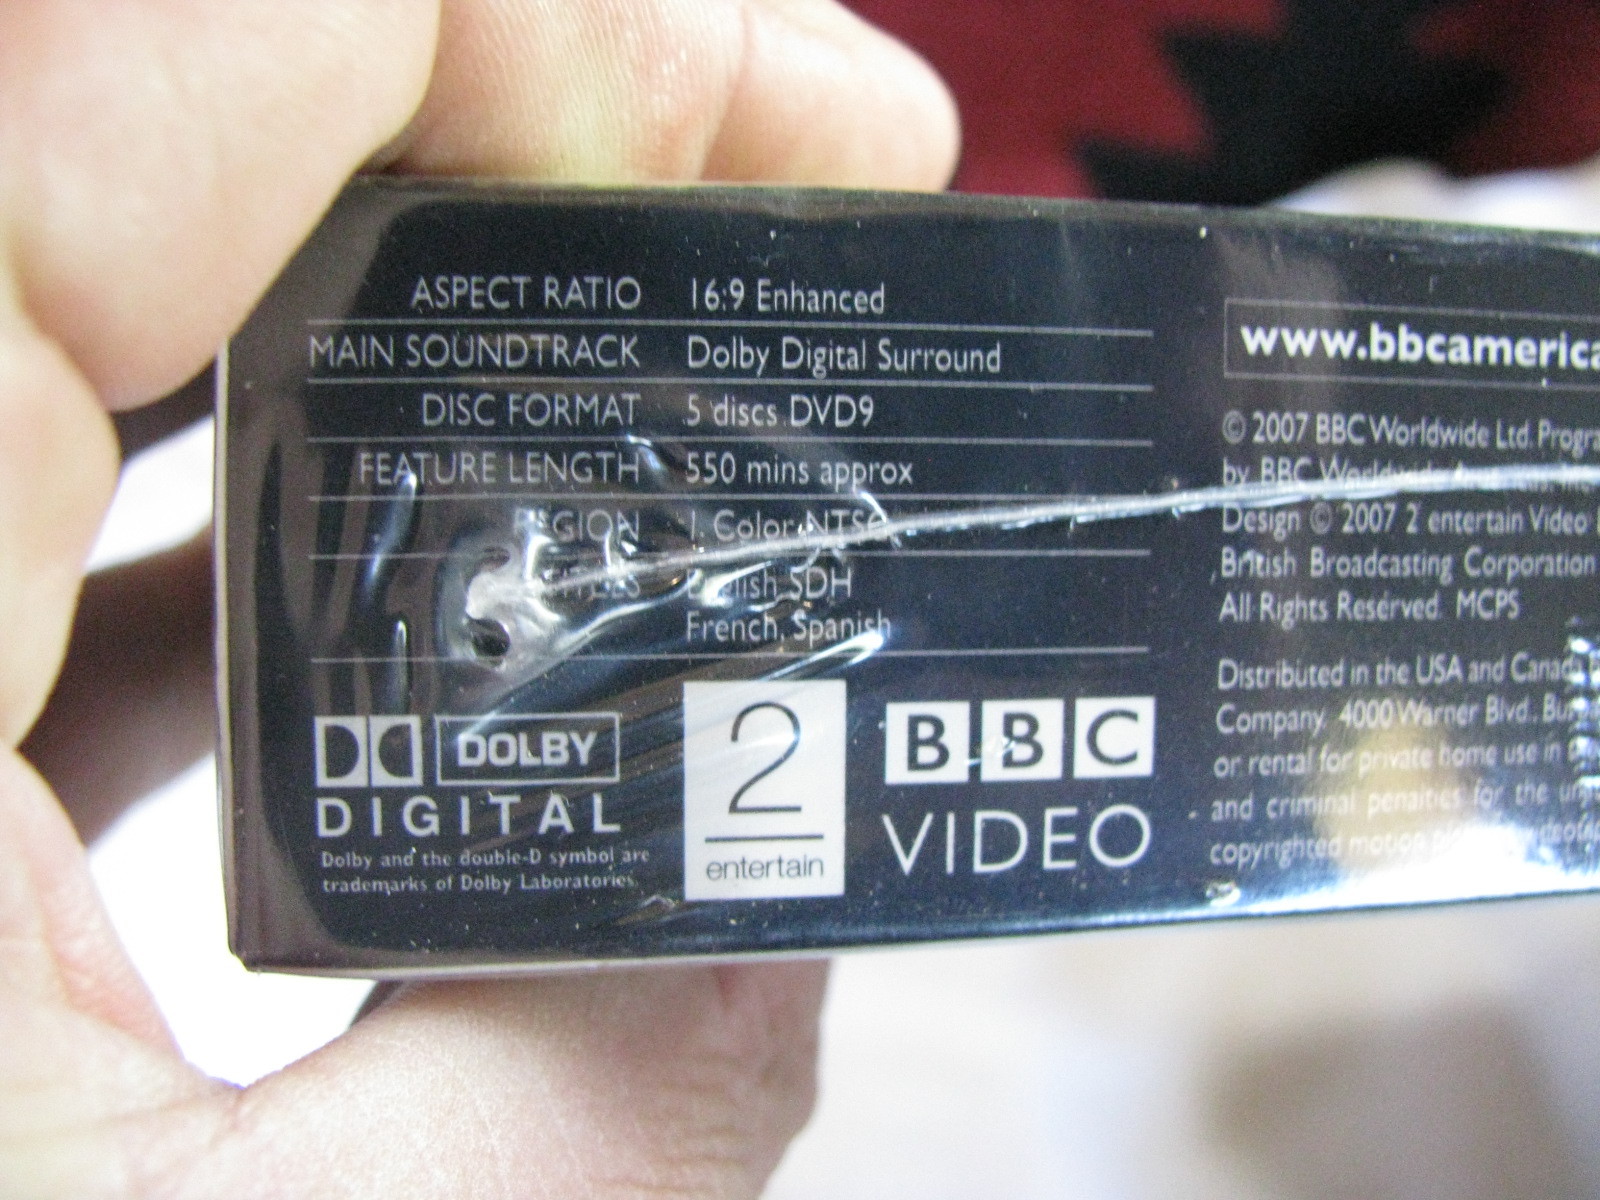 ASPECT RATIO 16:9 Enhanced
MAIN SOUNDTRACK Dolby Digital Surround
DISC FORMAT 5 discs DVD9
FEATURE LENGTH 550 mins approx
REGION 1. Color NTSC
English SDH
French, Spanish
DOLBY
DIGITAL
Dolby and the double-D symbol are
trademarks of Dolby Laboratories.
2
entertain
BBC
VIDEO
www.bbcamerica
© 2007 BBC Worldwide Ltd. Progra
by BBC Worldwide
Design © 2007 2 entertain Video
British Broadcasting Corporation
All Rights Reserved. MCPS
Distributed in the USA and Canada
Company, 4000 Warner Blvd., Bu
or rental for private home use in
and criminal penalties for the
copyrighted motion